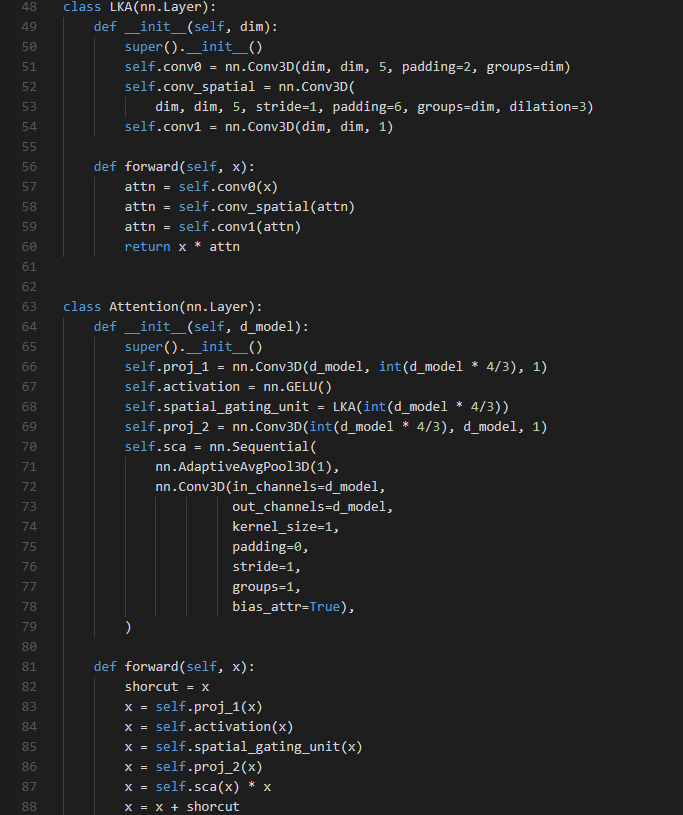 48 class LKA(nn.Layer):
49     def __init__(self, dim):
50         super().__init__()
51         self.conv0 = nn.Conv3D(dim, dim, 5, padding=2, groups=dim)
52         self.conv_spatial = nn.Conv3D(
53             dim, dim, 5, stride=1, padding=6, groups=dim, dilation=3)
54         self.conv1 = nn.Conv3D(dim, dim, 1)
55
56     def forward(self, x):
57         attn = self.conv0(x)
58         attn = self.conv_spatial(attn)
59         attn = self.conv1(attn)
60         return x * attn
61
62
63 class Attention(nn.Layer):
64     def __init__(self, d_model):
65         super().__init__()
66         self.proj_1 = nn.Conv3D(d_model, int(d_model * 4/3), 1)
67         self.activation = nn.GELU()
68         self.spatial_gating_unit = LKA(int(d_model * 4/3))
69         self.proj_2 = nn.Conv3D(int(d_model * 4/3), d_model, 1)
70         self.sca = nn.Sequential(
71             nn.AdaptiveAvgPool3D(1),
72             nn.Conv3D(in_channels=d_model,
73                       out_channels=d_model,
74                       kernel_size=1,
75                       padding=0,
76                       stride=1,
77                       groups=1,
78                       bias_attr=True),
79         )
80
81     def forward(self, x):
82         shorcut = x
83         x = self.proj_1(x)
84         x = self.activation(x)
85         x = self.spatial_gating_unit(x)
86         x = self.proj_2(x)
87         x = self.sca(x) * x
88         x = x + shorcut